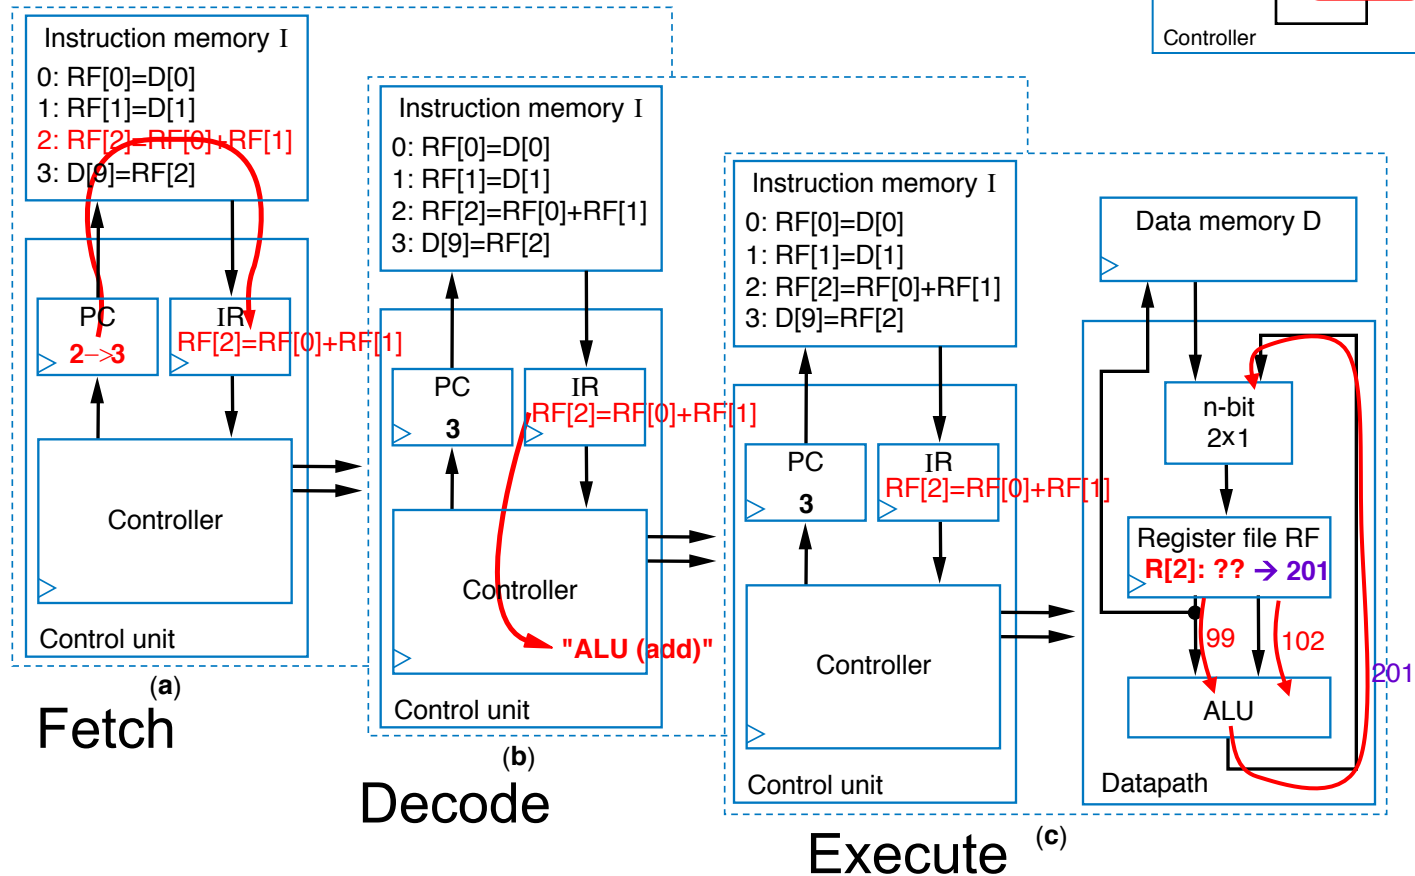 Controller
Instruction memory I
0: RF[0]=D[0]
1: RF[1]=D[1]
2: RF[2]=RF[0]+RF[1]
3: D[9]=RF[2]
PC
2->3
IR
RF[2]=RF[0]+RF[1]
Controller
Control unit
(a)
Fetch
Instruction memory I
0: RF[0]=D[0]
1: RF[1]=D[1]
2: RF[2]=RF[0]+RF[1]
3: D[9]=RF[2]
PC
3
IR
RF[2]=RF[0]+RF[1]
Controller
"ALU (add)"
Control unit
(b)
Decode
Instruction memory I
0: RF[0]=D[0]
1: RF[1]=D[1]
2: RF[2]=RF[0]+RF[1]
3: D[9]=RF[2]
PC
3
IR
RF[2]=RF[0]+RF[1]
Controller
Control unit
Data memory D
n-bit
2x1
Register file RF
R[2]: ?? → 201
99
102
201
ALU
Datapath
(c)
Execute